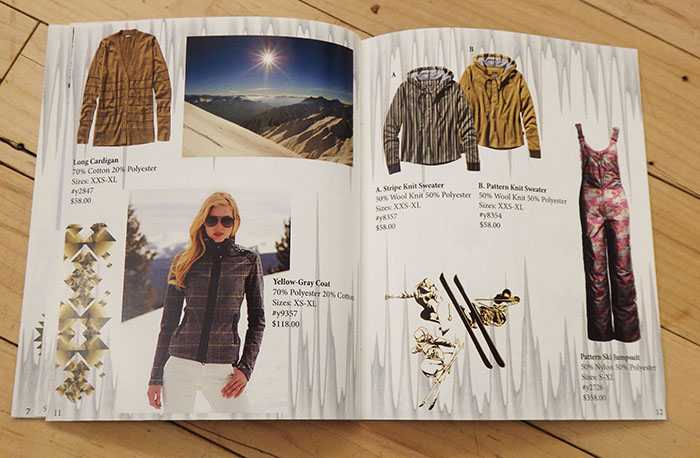 Long Cardigan
70% Cotton 20% Polyester
Sizes: XXS-XL
#y2847
$58.00
Yellow-Gray Coat
70% Polyester 20% Cotton
Sizes: XS-XL
#y9357
$118.00
7
11
A
B
A. Stripe Knit Sweater
50% Wool Knit 50% Polyester
Sizes: XXS-XL
#y8357
$58.00
B. Pattern Knit Sweater
50% Wool Knit 50% Polyester
Sizes: XXS-XL
#y8354
$58.00
Pattern Ski Jumpsuit
50% Nylon 50% Polyester
Sizes: S-XL
#y2726
$358.00
12